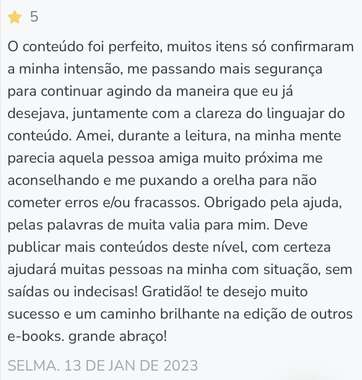 5
O conteúdo foi perfeito, muitos itens só confirmaram
a minha intensão, me passando mais segurança
para continuar agindo da maneira que eu já
desejava, juntamente com a clareza do linguajar do
conteúdo. Amei, durante a leitura, na minha mente
parecia aquela pessoa amiga muito próxima me
aconselhando e me puxando a orelha para não
cometer erros e/ou fracassos. Obrigado pela ajuda,
pelas palavras de muita valia para mim. Deve
publicar mais conteúdos deste nível, com certeza
ajudará muitas pessoas na minha com situação, sem
saídas ou indecisas! Gratidão! te desejo muito
sucesso e um caminho brilhante na edição de outros
e-books. grande abraço!
SELMA. 13 DE JAN DE 2023